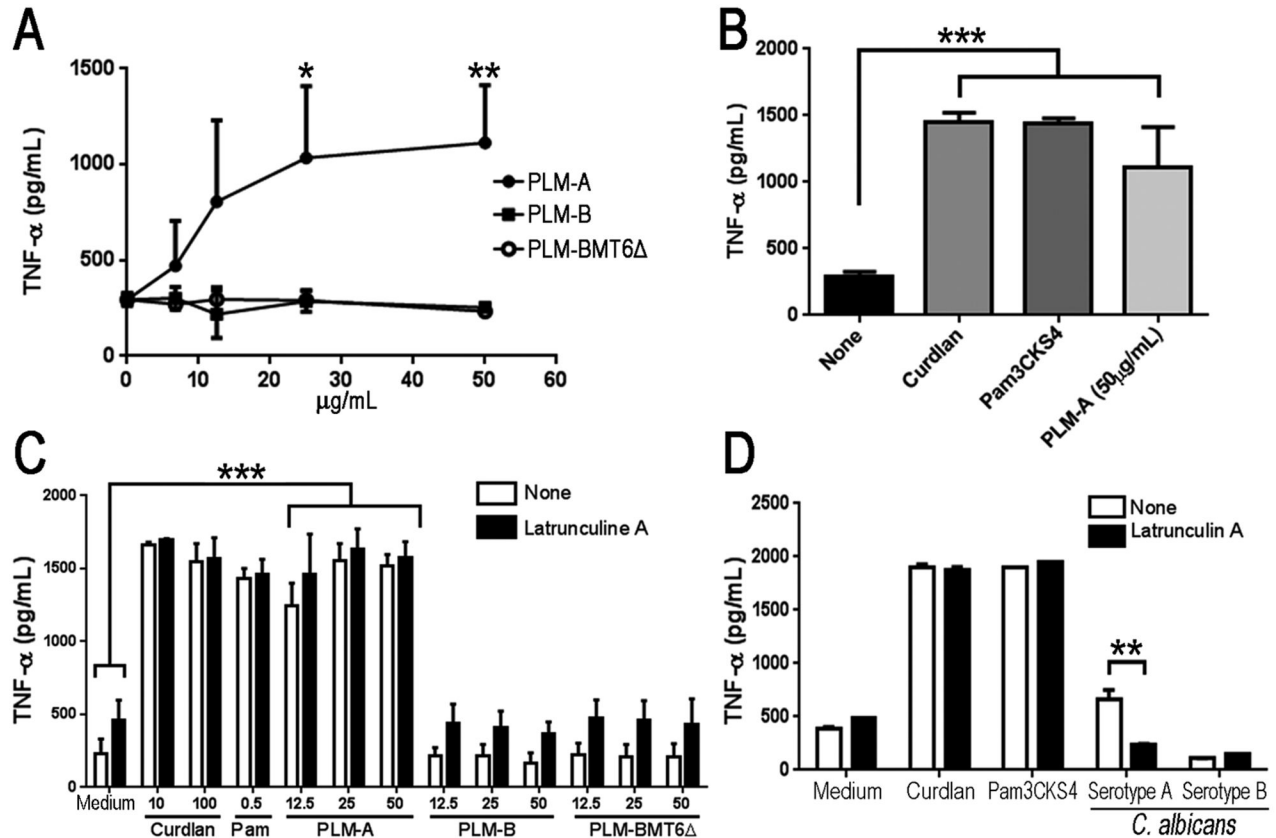 A
TNF-α (pg/mL)
1500
1000
500
0
* **
PLM-A
PLM-B
PLM-BMT6Δ
0 10 20 30 40 50 60
µg/mL
B
TNF-α (pg/mL)
2000
1500
1000
500
0
***
None
Curdlan
Pam3CKS4
PLM-A (50µg/mL)
C
TNF-α (pg/mL)
2000
1500
1000
500
0
***
None
Latrunculine A
Medium 10 100 0.5 12.5 25 50 12.5 25 50 12.5 25 50
Curdlan Pam PLM-A PLM-B PLM-BMT6Δ
D
TNF-α (pg/mL)
2500
2000
1500
1000
500
0
None
Latrunculin A
**
Medium Curdlan Pam3CKS4 Serotype A Serotype B
C. albicans